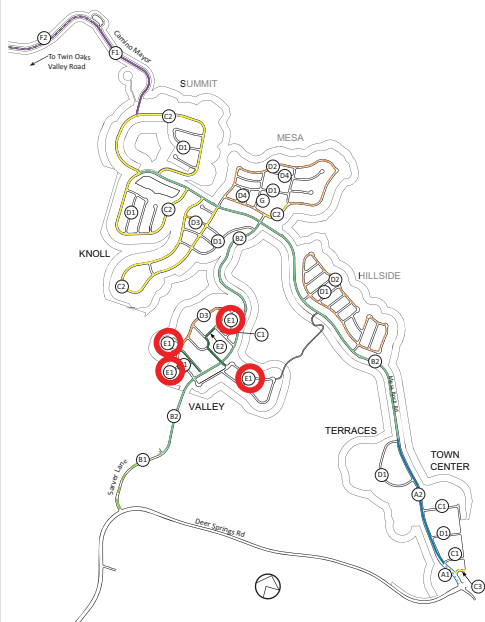 F2
Camino Mayor
F1
To Twin Oaks
Valley Road
SUMMIT
C2
D1
MESA
D2
D4
D1
D4
G
C2
D1
C2
D3
D1
B2
KNOLL
C2
HILLSIDE
D2
D1
D3
E1
C1
E1
E2
E1
E1
B2
VALLEY
B2
TERRACES
TOWN
CENTER
B1
D1
Sarver Lane
A2
C1
Deer Springs Rd
D1
C1
A1
C3